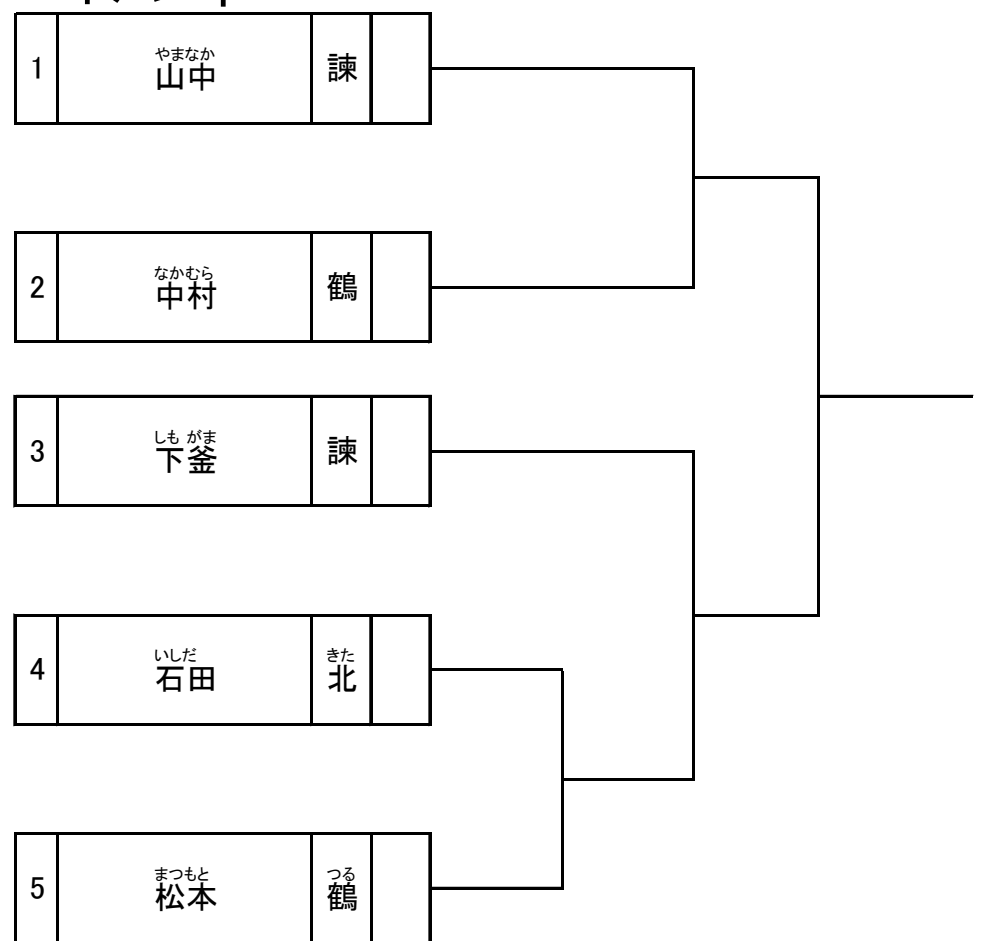 1 やまなか 山中 諫
2 なかむら 中村 鶴
3 しも がま 下釜 諫
4 いしだ 石田 きた 北
5 まつもと 松本 つる 鶴